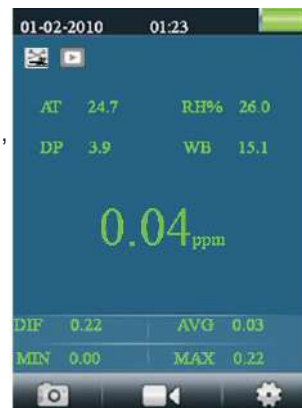 01-02-2010 01:23
AT 24.7 RH% 26.0
, DP 3.9 WB 15.1
0.04ppm
DIF 0.22 AVG 0.03
MIN 0.00 MAX 0.22